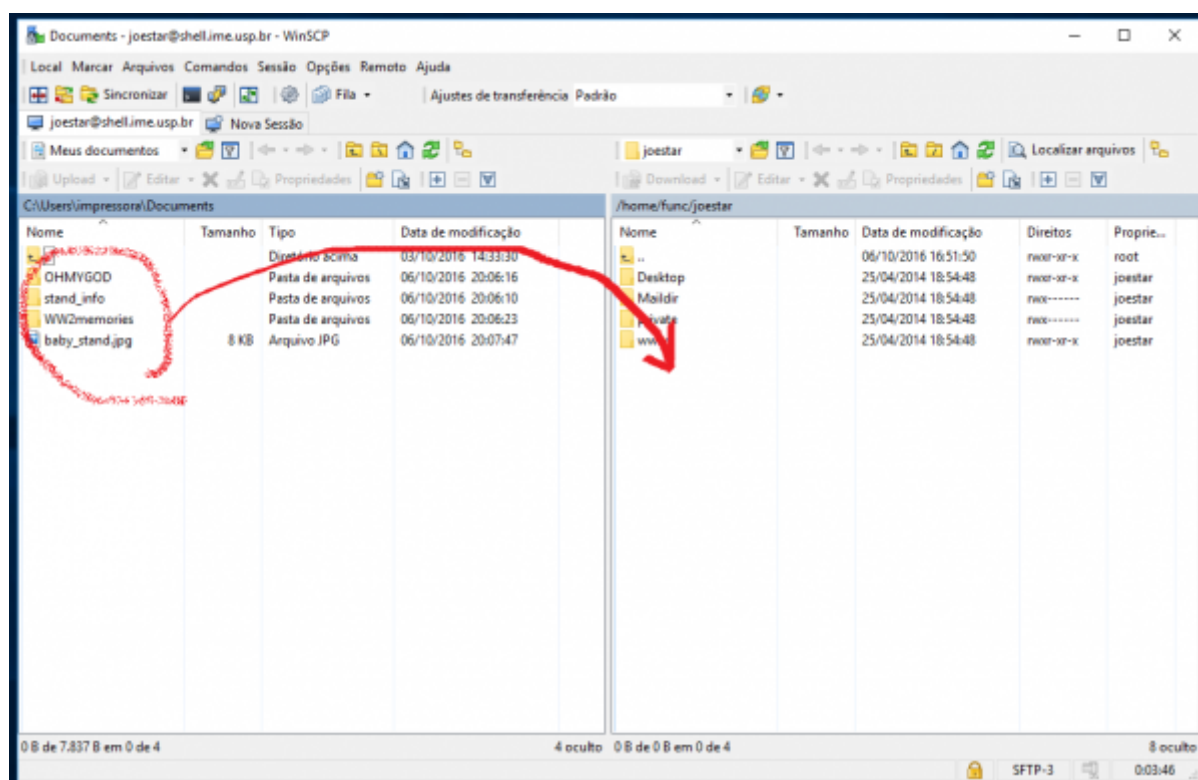 Documents - joestar@shell.ime.usp.br - WinSCP
Local Marcar Arquivos Comandos Sessão Opções Remoto Ajuda
Sincronizar Fila Ajustes de transferência Padrão
joestar@shell.ime.usp.br Nova Sessão
Meus documentos joestar Localizar arquivos
Upload Editar Propriedades Download Editar Propriedades
C:\Users\impressora\Documents /home/func/joestar
Nome Tamanho Tipo Data de modificação Nome Tamanho Data de modificação Direitos Proprie...
Diretório acima 03/10/2016 14:33:30 .. 06/10/2016 16:51:50 rwxr-xr-x root
OHMYGOD Pasta de arquivos 06/10/2016 20:06:16 Desktop 25/04/2014 18:54:48 rwxr-xr-x joestar
stand_info Pasta de arquivos 06/10/2016 20:06:10 Maildir 25/04/2014 18:54:48 rwx------ joestar
WW2memories Pasta de arquivos 06/10/2016 20:06:23 private 25/04/2014 18:54:48 rwx------ joestar
baby_stand.jpg 8 KB Arquivo JPG 06/10/2016 20:07:47 25/04/2014 18:54:48 rwxr-xr-x joestar
0 B de 7.837 B em 0 de 4 4 oculto 0 B de 0 B em 0 de 4 8 oculto
SFTP-3 0:03:46